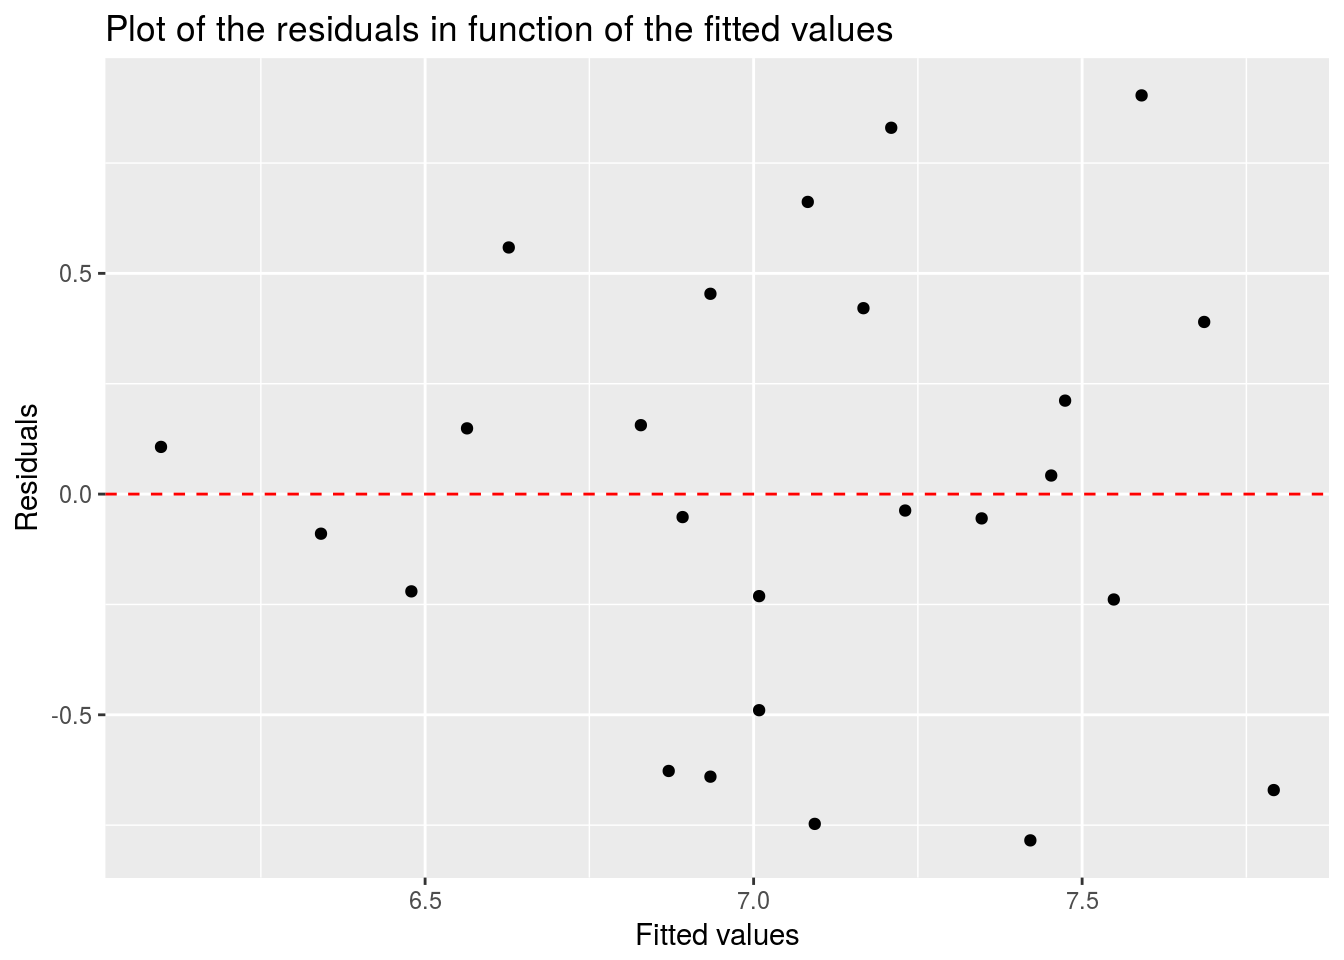 Plot of the residuals in function of the fitted values
Residuals
0.5
0.0
-0.5
6.5
7.0
7.5
Fitted values